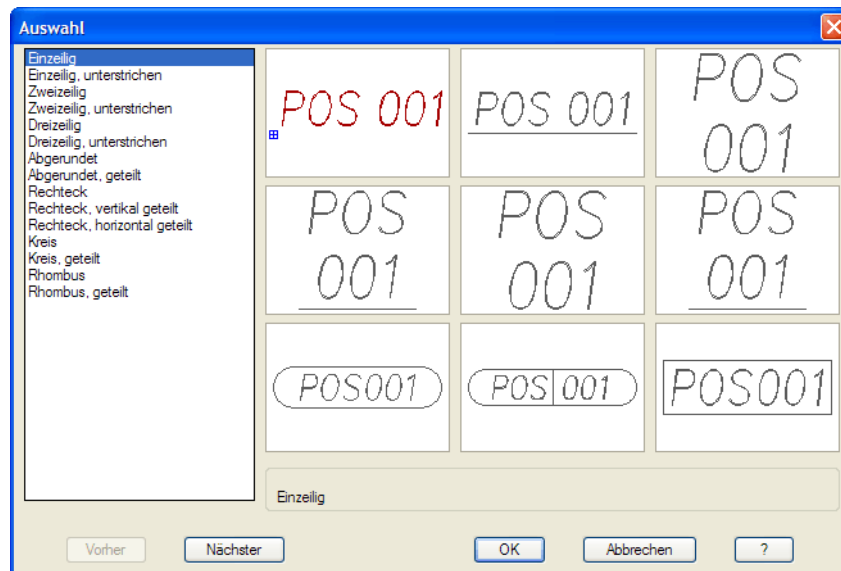 Auswahl
Einzeilig
Einzeilig, unterstrichen
Zweizeilig
Zweizeilig, unterstrichen
Dreizeilig
Dreizeilig, unterstrichen
Abgerundet
Abgerundet, geteilt
Rechteck
Rechteck, vertikal geteilt
Rechteck, horizontal geteilt
Kreis
Kreis, geteilt
Rhombus
Rhombus, geteilt
POS 001
POS 001
POS
001
POS
001
POS
001
POS
001
POS001
POS 001
POS001
Einzeilig
Vorher
Nächster
OK
Abbrechen
?